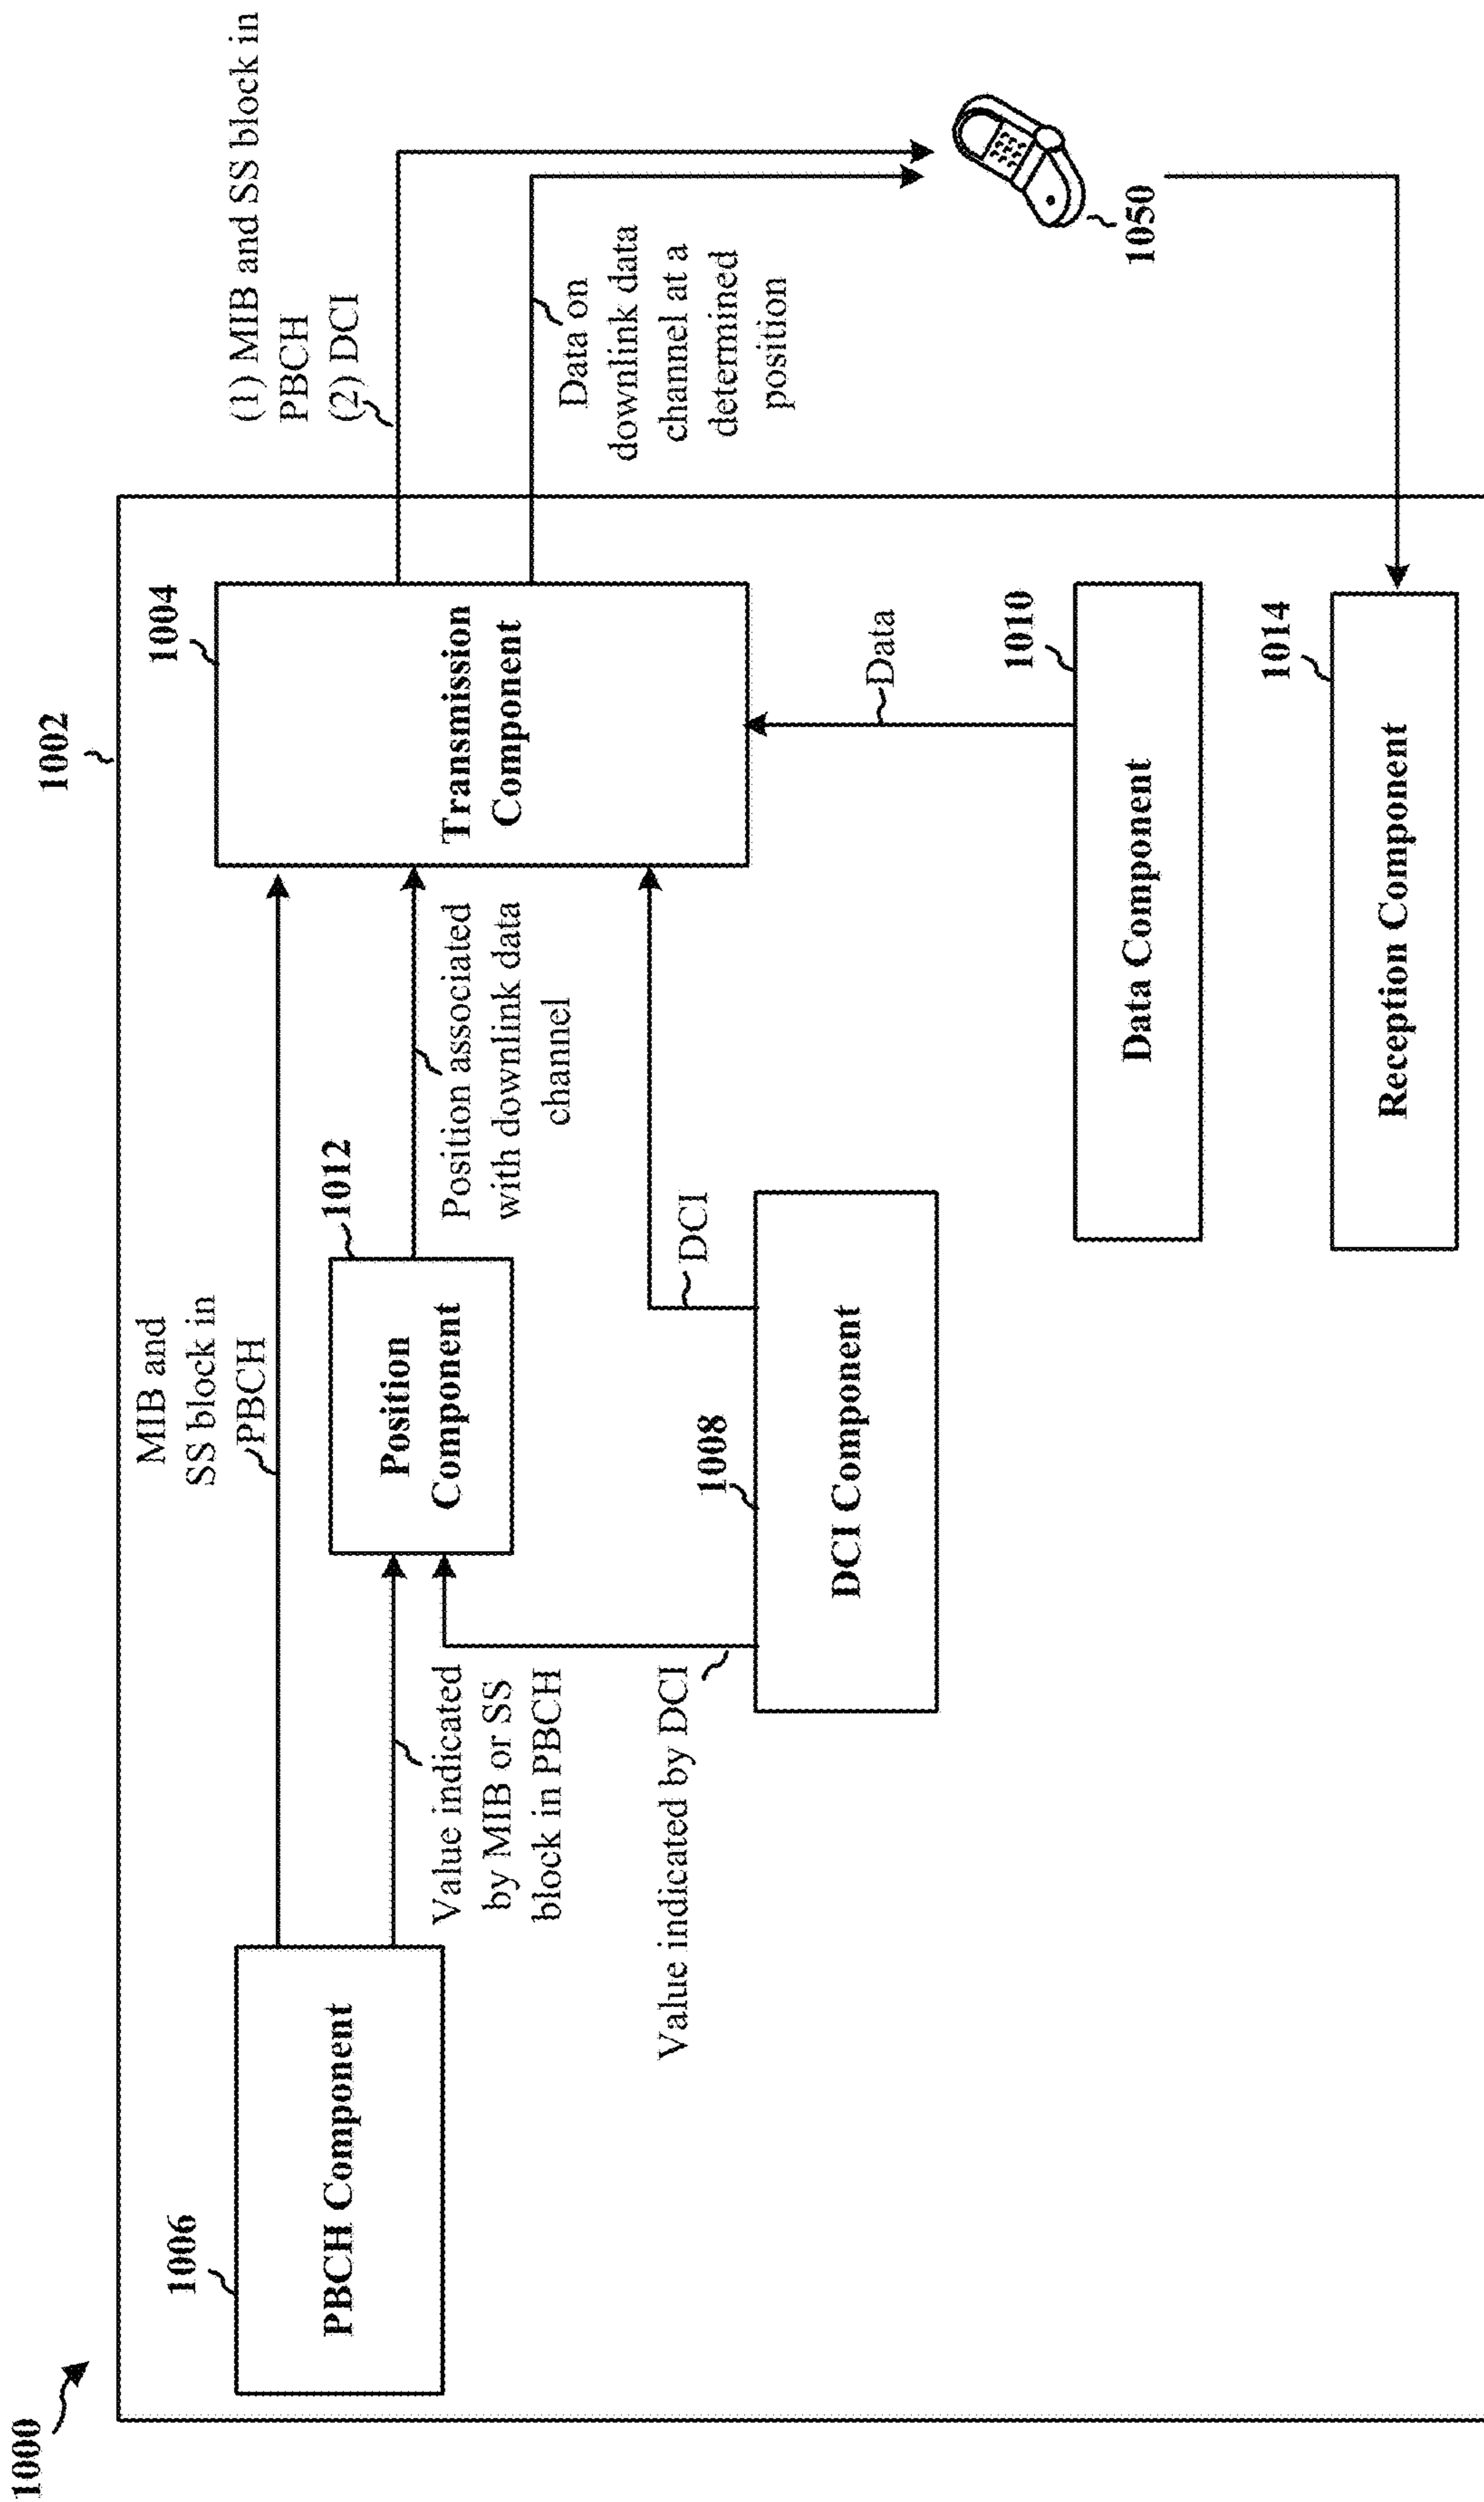 1000
1002
1006
PBCH Component
MIB and
SS block in
PBCH
Value indicated
by MIB or SS
block in PBCH
Value indicated by DCI
1012
Position
Component
Position associated
with downlink data
channel
1008
DCI Component
DCI
1004
Transmission
Component
Data
1010
Data Component
1014
Reception Component
(1) MIB and SS block in
PBCH
(2) DCI
Data on
downlink data
channel at a
determined
position
1050